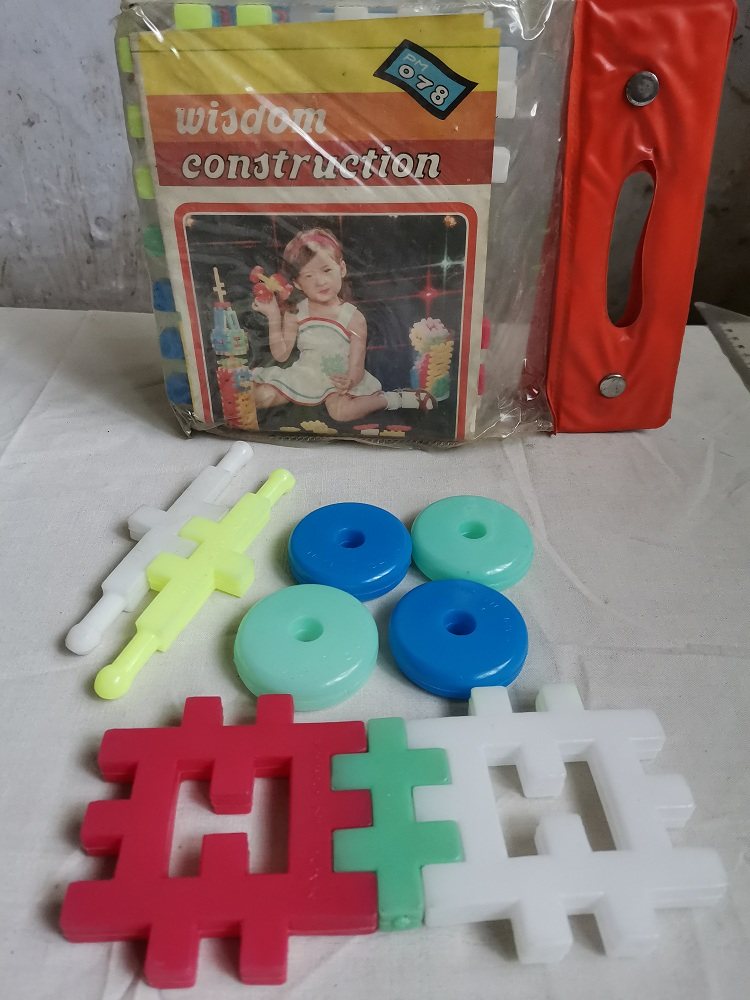 PM
078
wisdom
construction